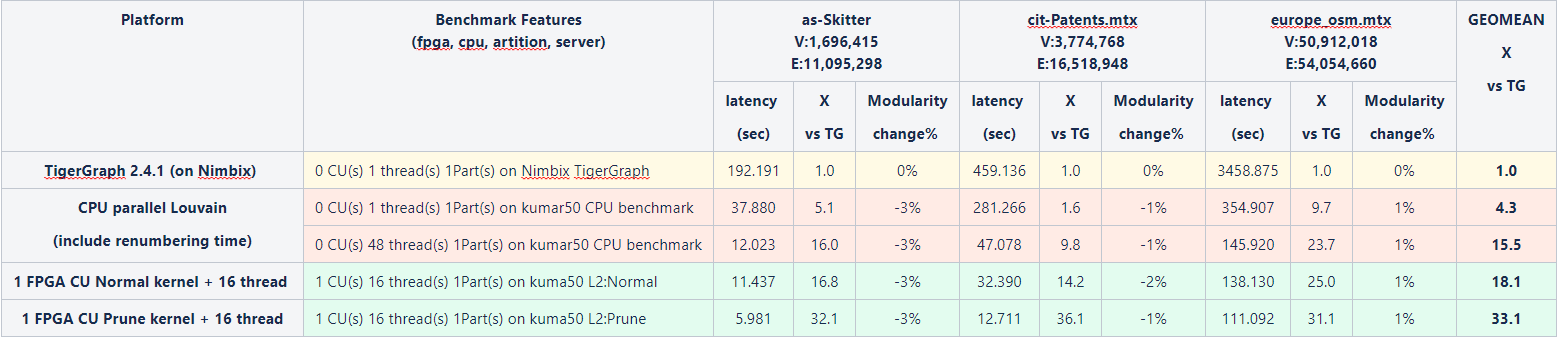 Platform
Benchmark Features
(fpga, cpu, artition, server)
as-Skitter
V:1,696,415
E:11,095,298
cit-Patents.mtx
V:3,774,768
E:16,518,948
europe_osm.mtx
V:50,912,018
E:54,054,660
GEOMEAN
X
vs TG
latency
(sec)
X
vs TG
Modularity
change%
latency
(sec)
X
vs TG
Modularity
change%
latency
(sec)
X
vs TG
Modularity
change%
TigerGraph 2.4.1 (on Nimbix) 0 CU(s) 1 thread(s) 1Part(s) on Nimbix TigerGraph 192.191 1.0 0% 459.136 1.0 0% 3458.875 1.0 0% 1.0
CPU parallel Louvain
(include renumbering time)
0 CU(s) 1 thread(s) 1Part(s) on kumar50 CPU benchmark 37.880 5.1 -3% 281.266 1.6 -1% 354.907 9.7 1% 4.3
0 CU(s) 48 thread(s) 1Part(s) on kumar50 CPU benchmark 12.023 16.0 -3% 47.078 9.8 -1% 145.920 23.7 1% 15.5
1 FPGA CU Normal kernel + 16 thread 1 CU(s) 16 thread(s) 1Part(s) on kuma50 L2:Normal 11.437 16.8 -3% 32.390 14.2 -2% 138.130 25.0 1% 18.1
1 FPGA CU Prune kernel + 16 thread 1 CU(s) 16 thread(s) 1Part(s) on kuma50 L2:Prune 5.981 32.1 -3% 12.711 36.1 -1% 111.092 31.1 1% 33.1